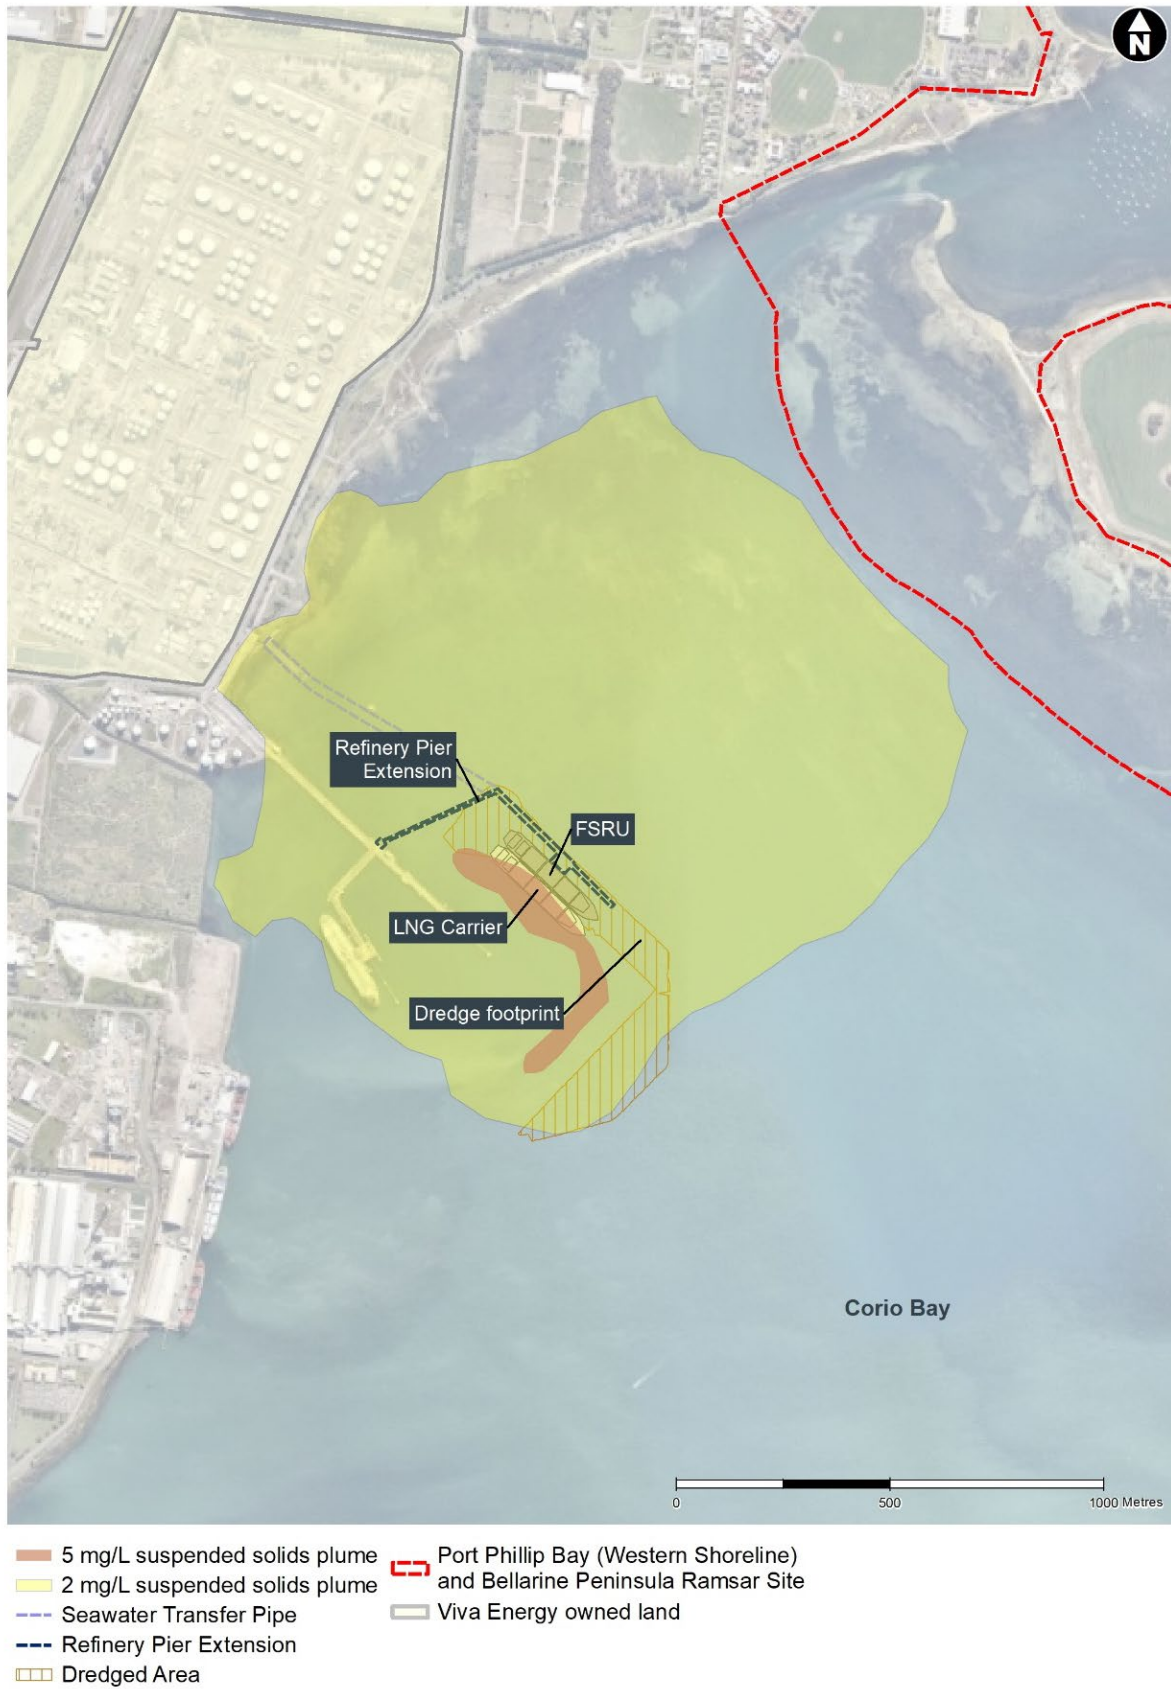 N
Refinery Pier
Extension
FSRU
LNG Carrier
Dredge footprint
Corio Bay
0 500 1000 Metres
5 mg/L suspended solids plume
2 mg/L suspended solids plume
Seawater Transfer Pipe
Refinery Pier Extension
Dredged Area
Port Phillip Bay (Western Shoreline)
and Bellarine Peninsula Ramsar Site
Viva Energy owned land